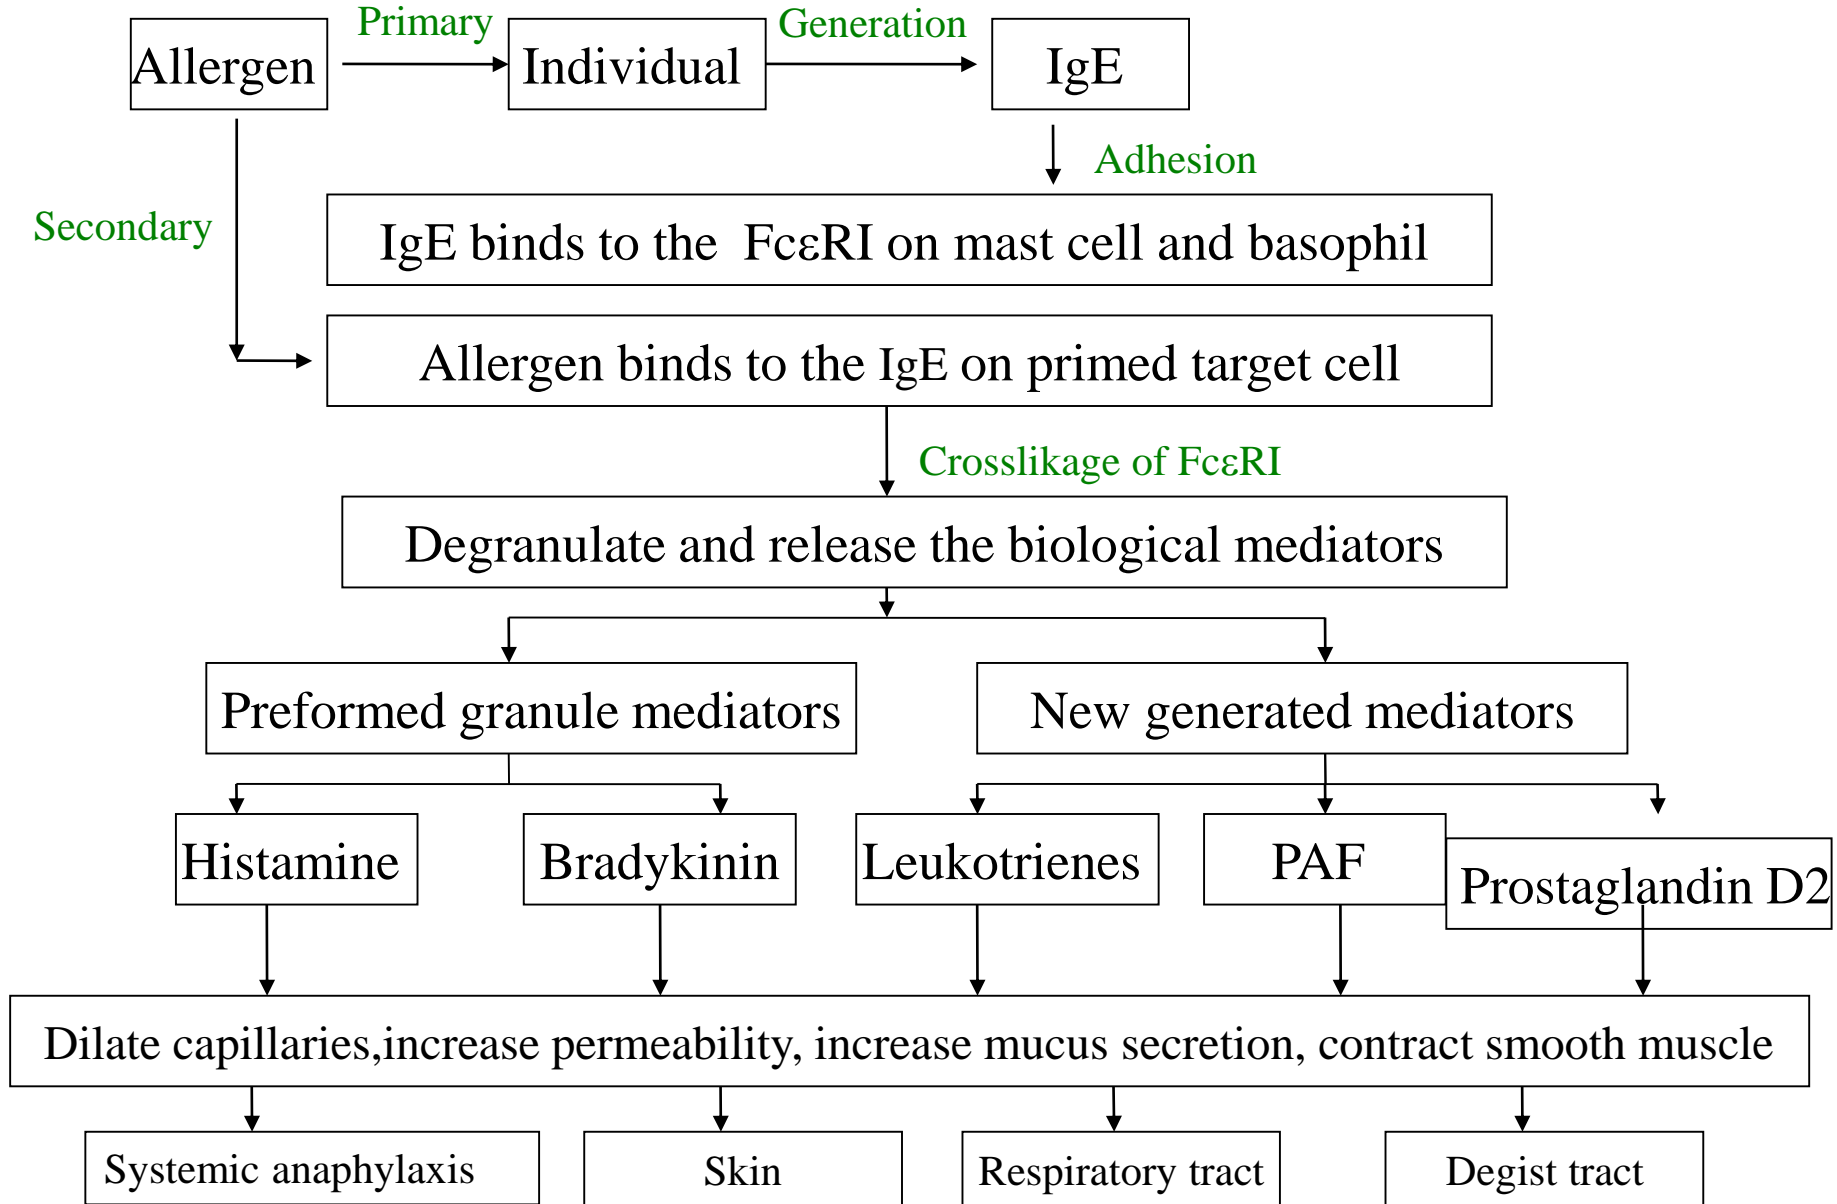 Primary
Generation
Allergen
Individual
IgE
Adhesion
Secondary
IgE binds to the FcεRI on mast cell and basophil
Allergen binds to the IgE on primed target cell
Crosslikage of FcεRI
Degranulate and release the biological mediators
Preformed granule mediators
New generated mediators
Histamine
Bradykinin
Leukotrienes
PAF
Prostaglandin D2
Dilate capillaries,increase permeability, increase mucus secretion, contract smooth muscle
Systemic anaphylaxis
Skin
Respiratory tract
Degist tract